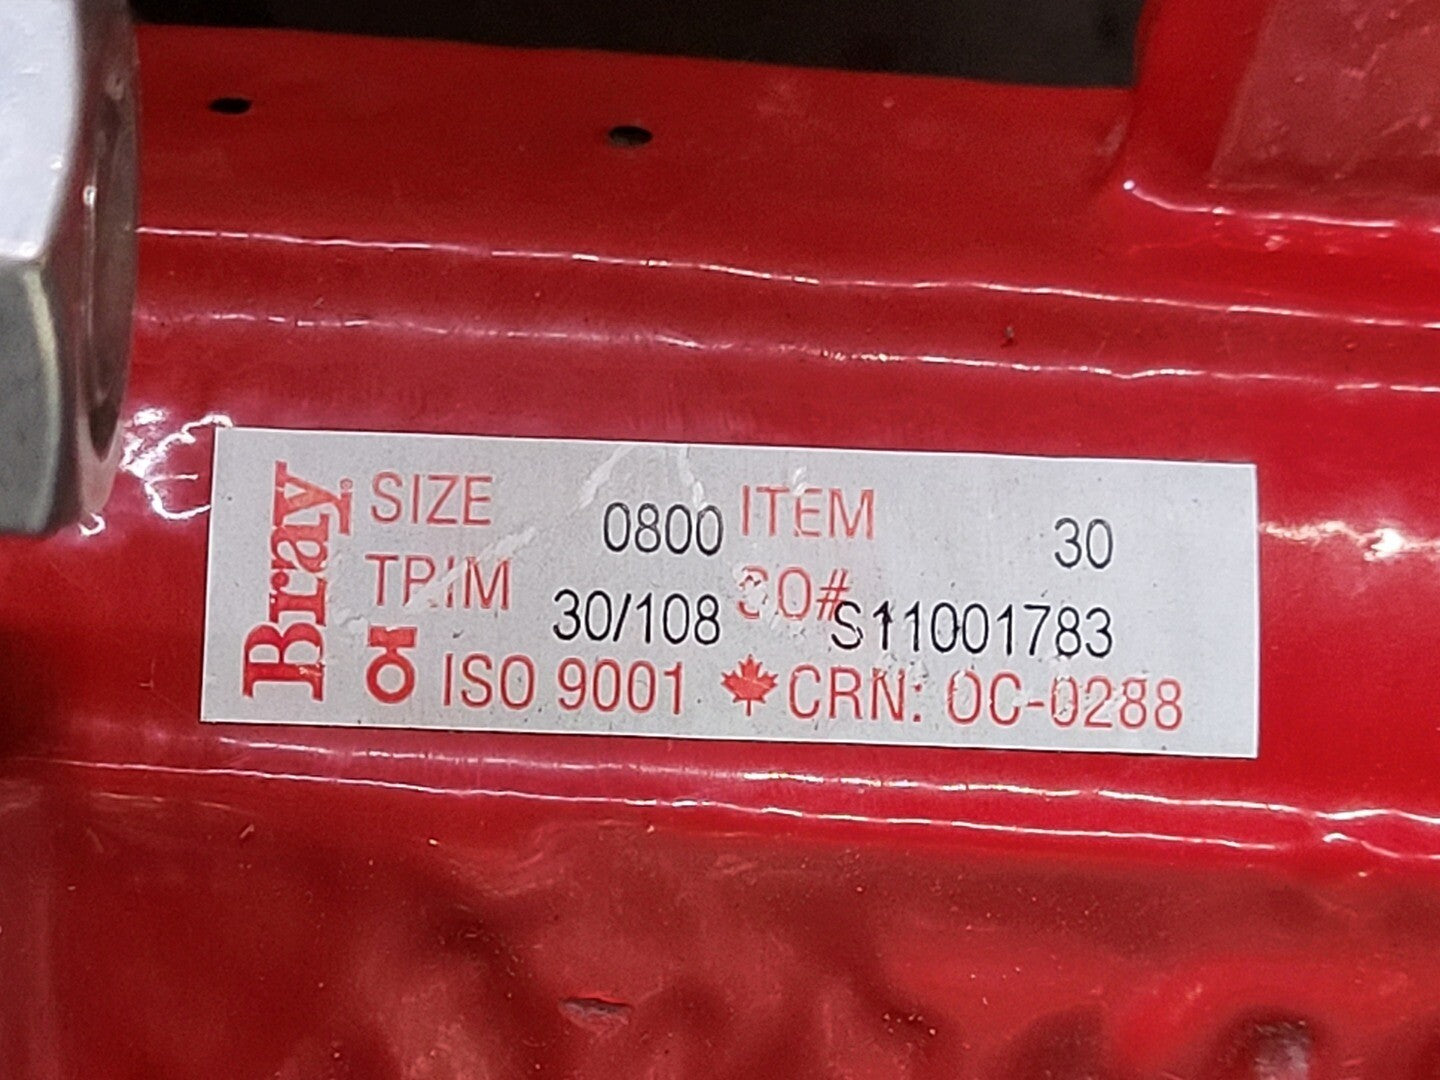 Bray
SIZE 0800 ITEM 30
TRIM 30/108 SO# S11001783
ISO 9001 CRN: OC-0288